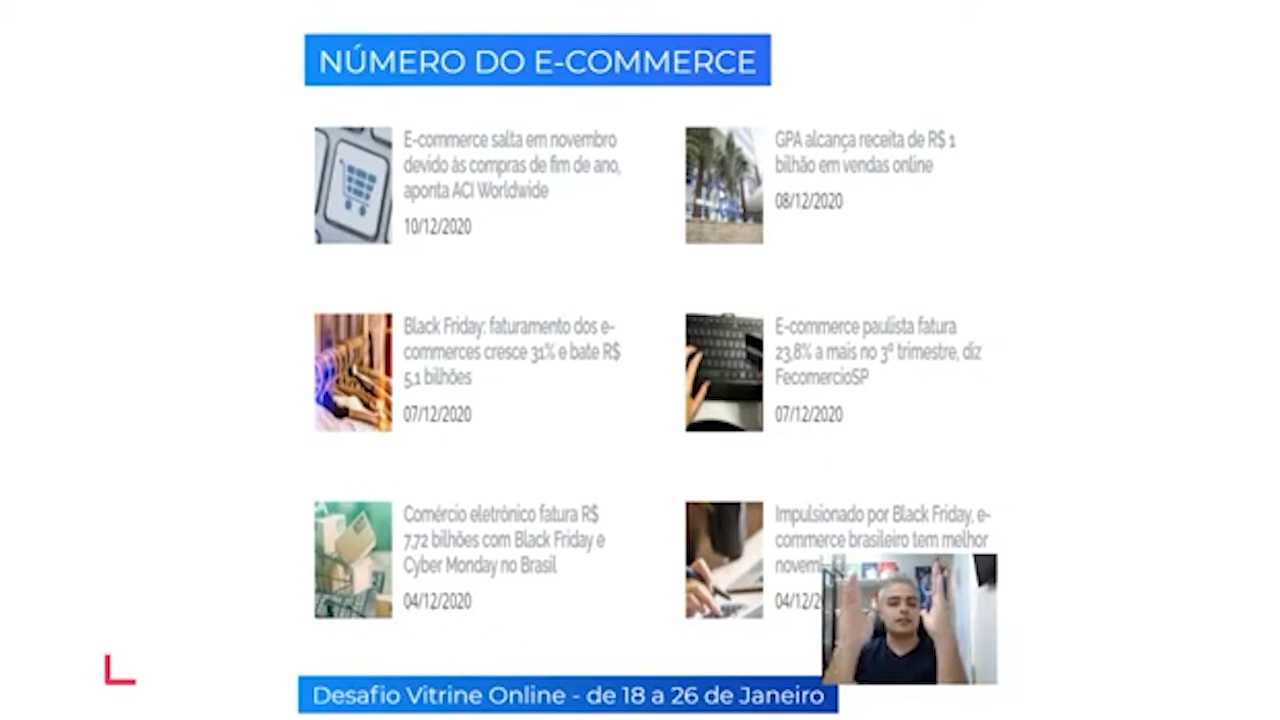 NÚMERO DO E-COMMERCE
E-commerce salta em novembro
devido às compras de fim de ano,
aponta ACI Worldwide
10/12/2020
GPA alcança receita de R$ 1
bilhão em vendas online
08/12/2020
Black Friday: faturamento dos e-
commerces cresce 31% e bate R$
5,1 bilhões
07/12/2020
E-commerce paulista fatura
23,8% a mais no 3º trimestre, diz
FecomercioSP
07/12/2020
Comércio eletrônico fatura R$
7,72 bilhões com Black Friday e
Cyber Monday no Brasil
04/12/2020
Impulsionado por Black Friday, e-
commerce brasileiro tem melhor
Desafio Vitrine Online - de 18 a 26 de Janeiro